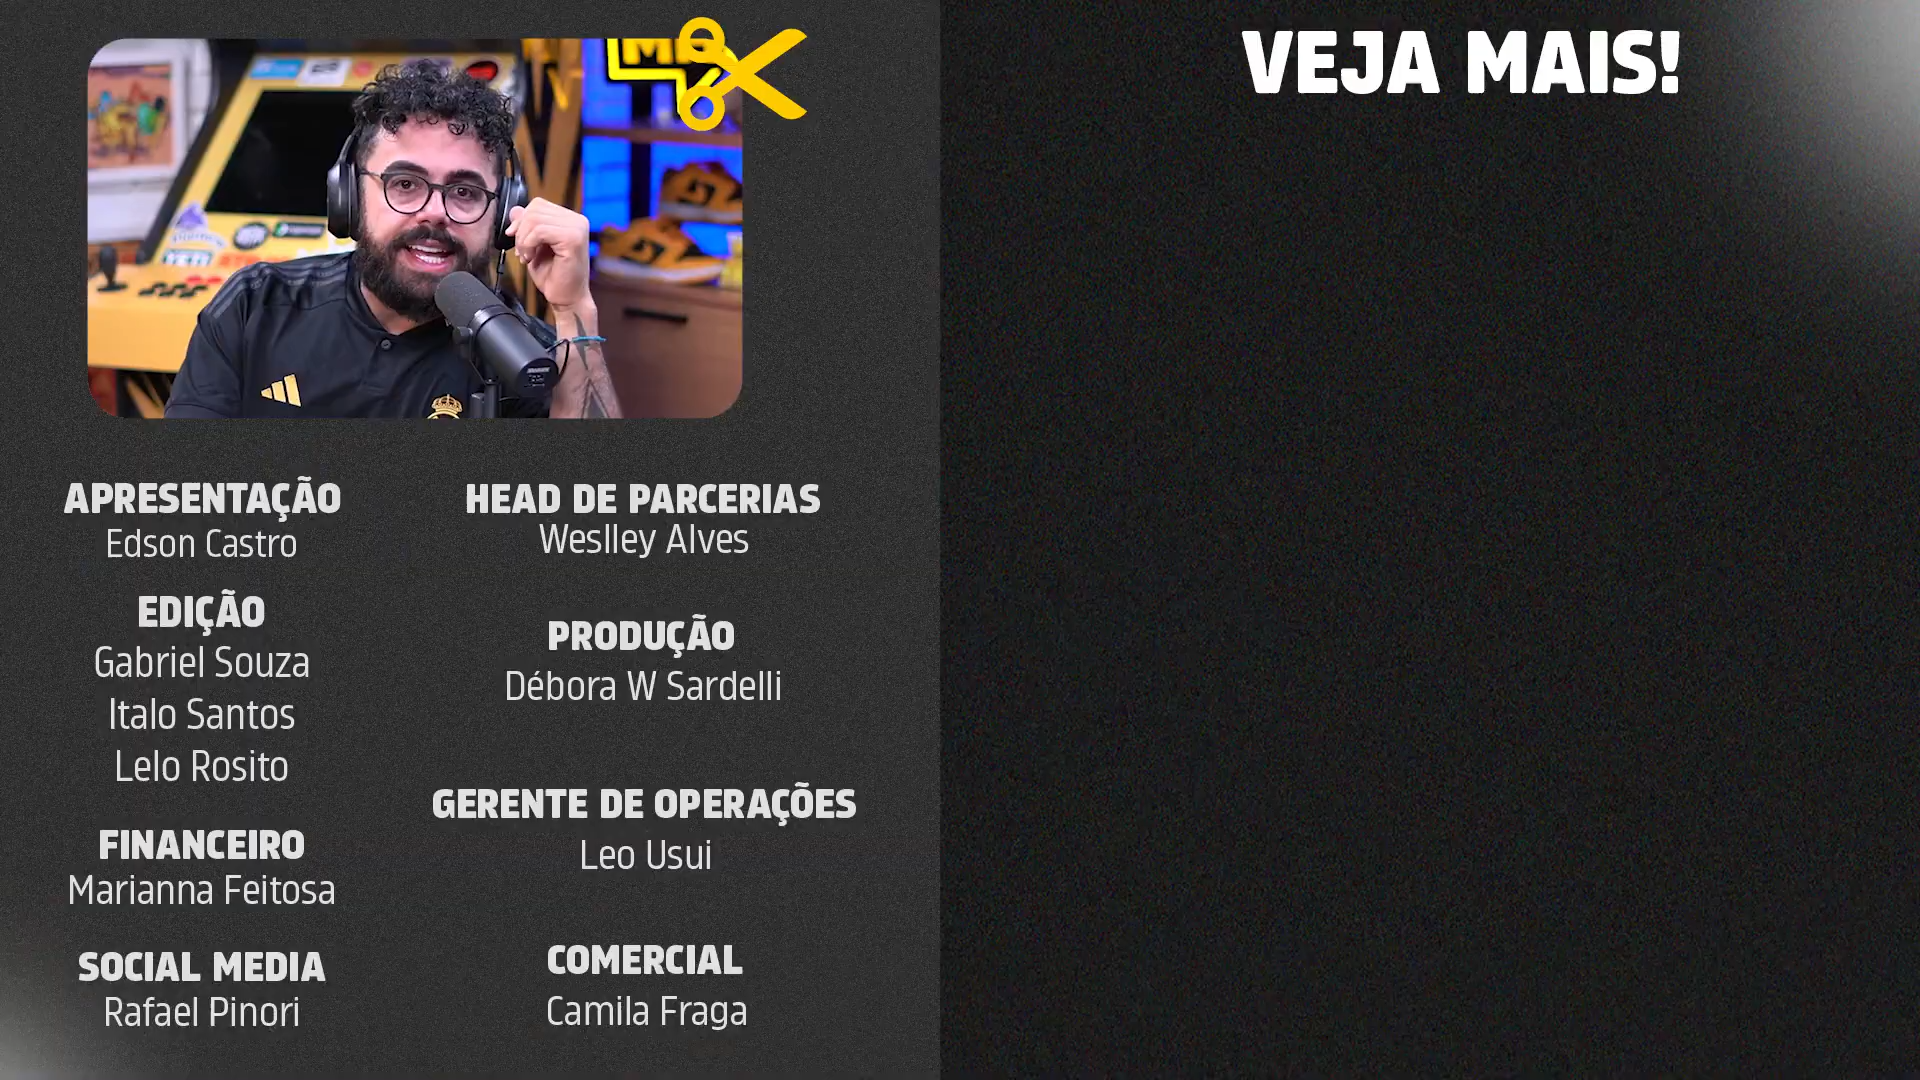 VEJA MAIS!
APRESENTAÇÃO
Edson Castro
EDIÇÃO
Gabriel Souza
Italo Santos
Lelo Rosito
FINANCEIRO
Marianna Feitosa
SOCIAL MEDIA
Rafael Pinori
HEAD DE PARCERIAS
Weslley Alves
PRODUÇÃO
Débora W Sardelli
GERENTE DE OPERAÇÕES
Leo Usui
COMERCIAL
Camila Fraga